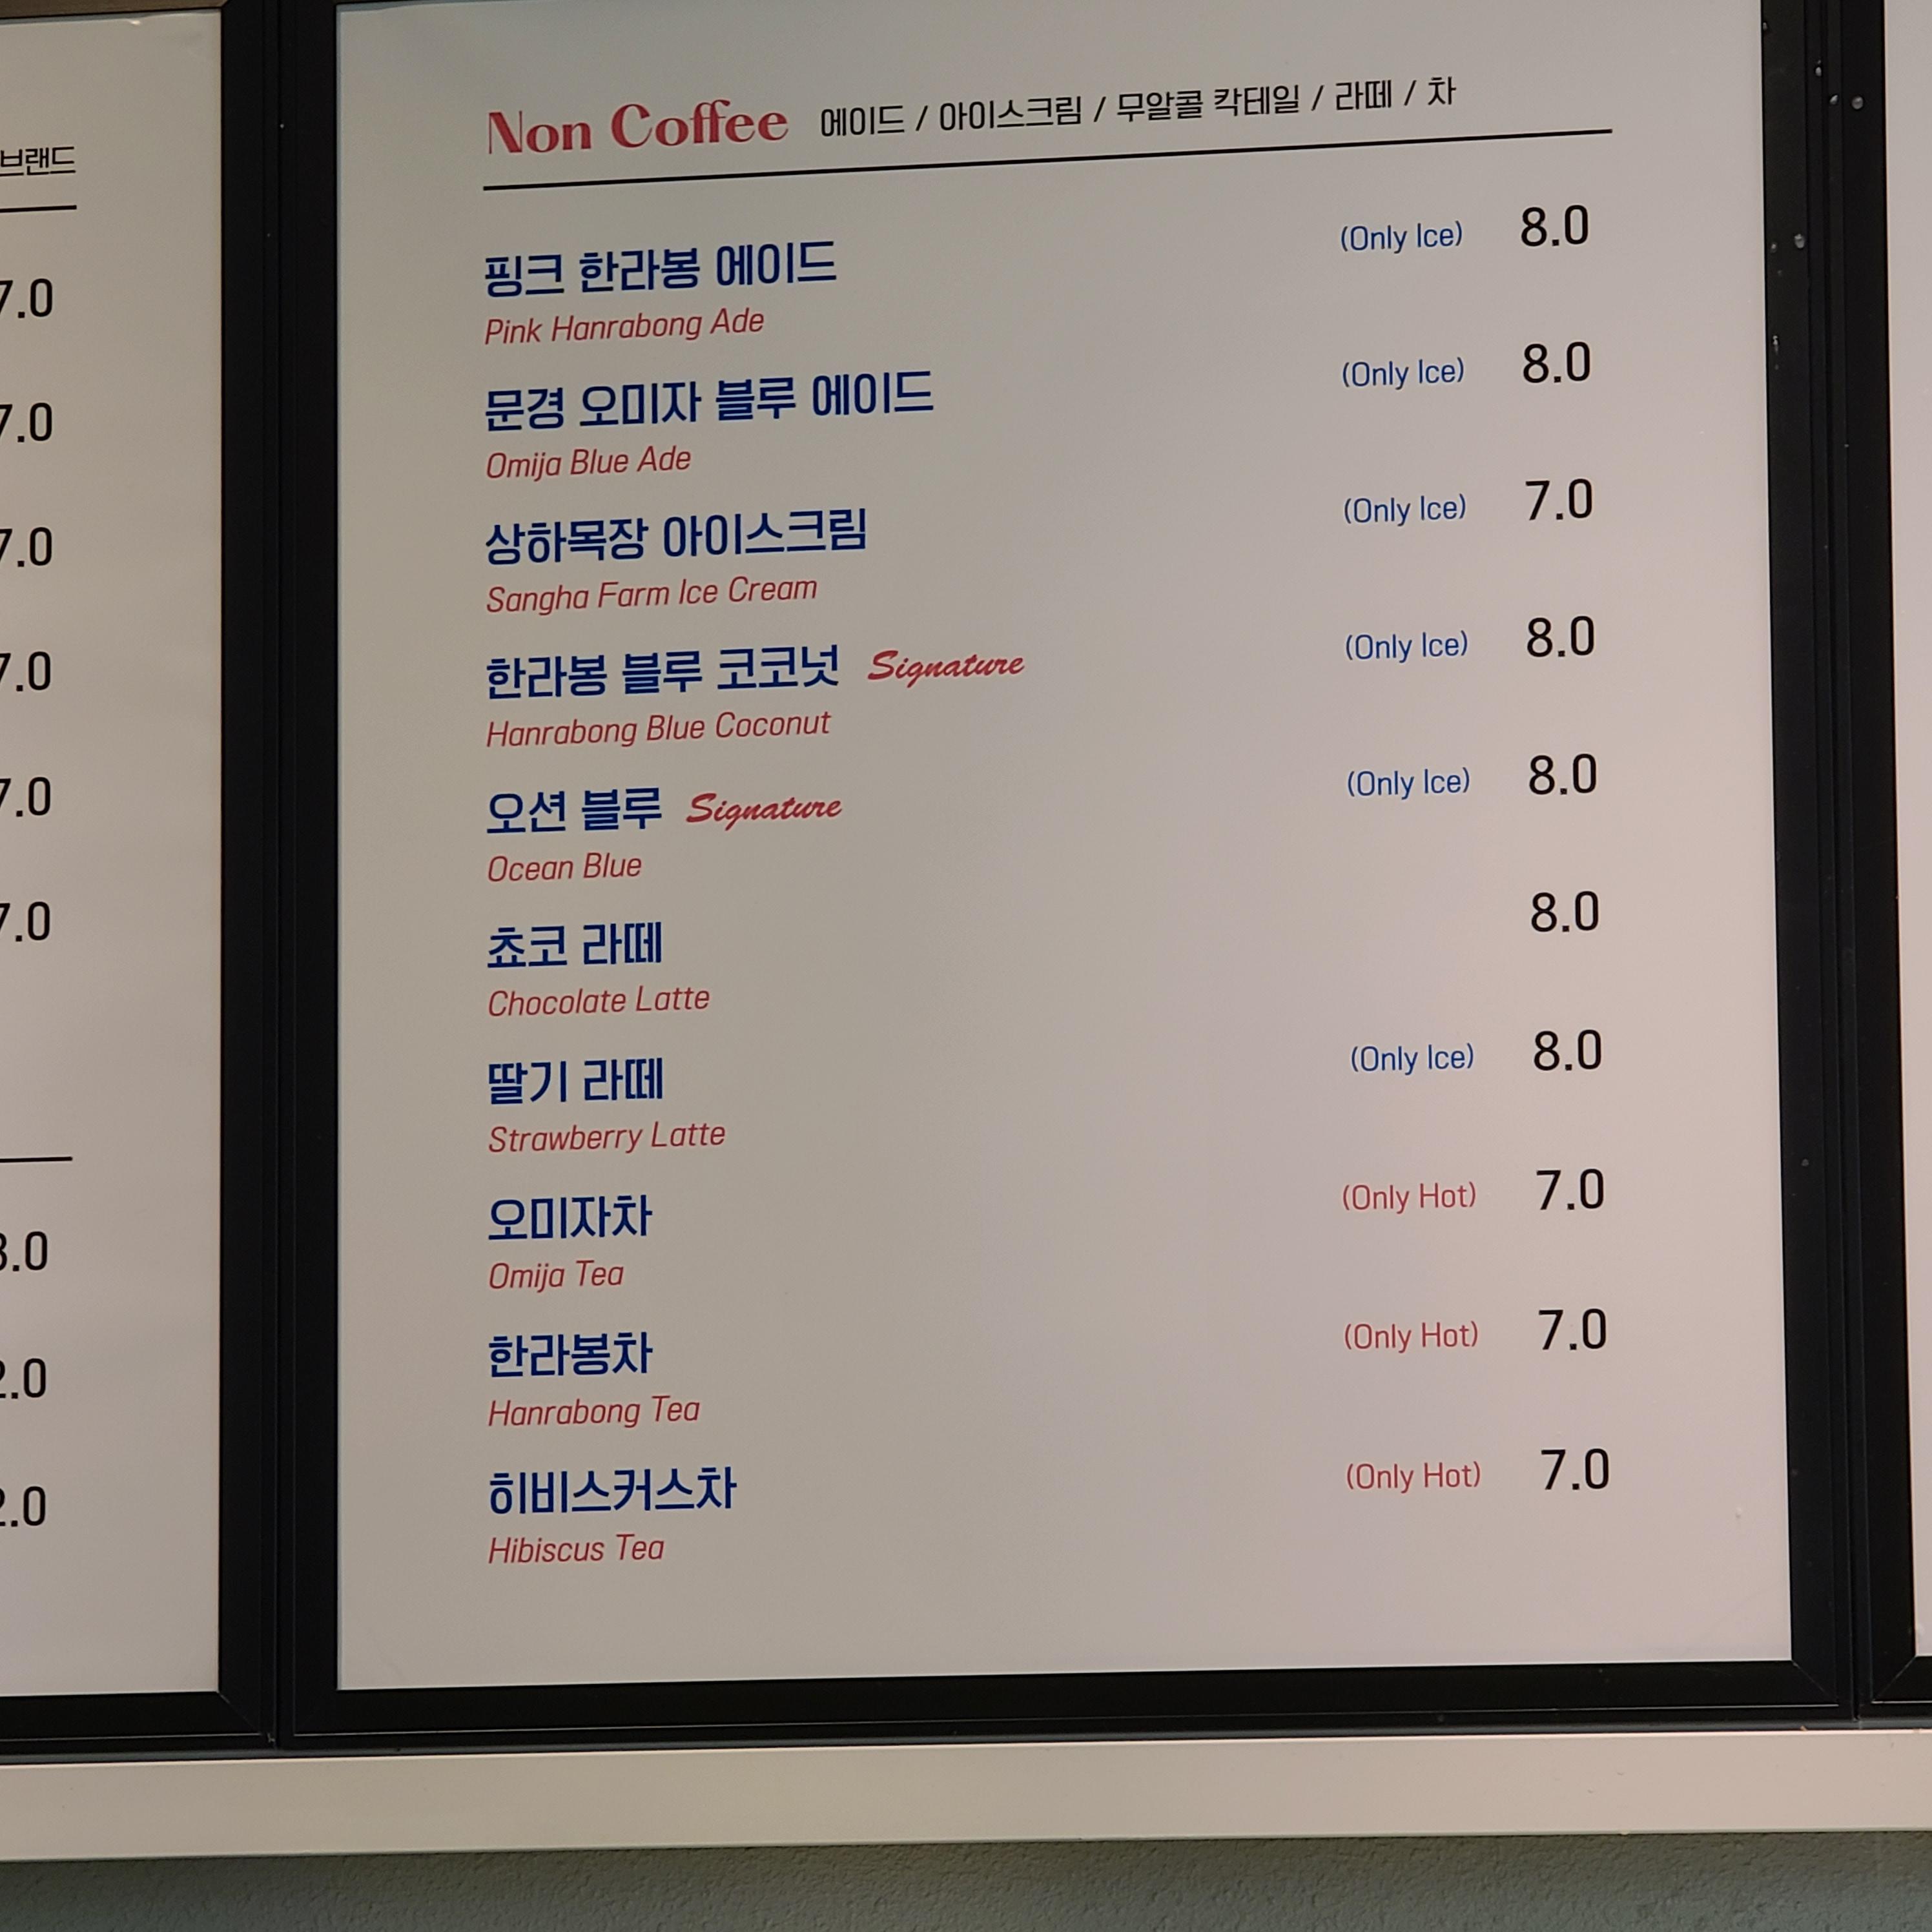 브랜드
7.0
7.0
7.0
7.0
7.0
7.0
3.0
2.0
2.0
Non Coffee 에이드 / 아이스크림 / 무알콜 칵테일 / 라떼 / 차
핑크 한라봉 에이드 (Only Ice) 8.0
Pink Hanrabong Ade
문경 오미자 블루 에이드 (Only Ice) 8.0
Omija Blue Ade
상하목장 아이스크림 (Only Ice) 7.0
Sangha Farm Ice Cream
한라봉 블루 코코넛 Signature (Only Ice) 8.0
Hanrabong Blue Coconut
오션 블루 Signature (Only Ice) 8.0
Ocean Blue
쵸코 라떼 8.0
Chocolate Latte
딸기 라떼 (Only Ice) 8.0
Strawberry Latte
오미자차 (Only Hot) 7.0
Omija Tea
한라봉차 (Only Hot) 7.0
Hanrabong Tea
히비스커스차 (Only Hot) 7.0
Hibiscus Tea